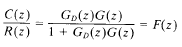 C(z)/R(z) = G_D(z)G(z)/(1 + G_D(z)G(z)) = F(z)